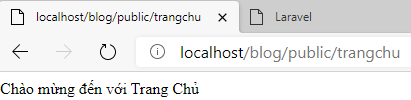 localhost/blog/public/trangchu
Laravel
localhost/blog/public/trangchu
Chào mừng đến với Trang Chủ